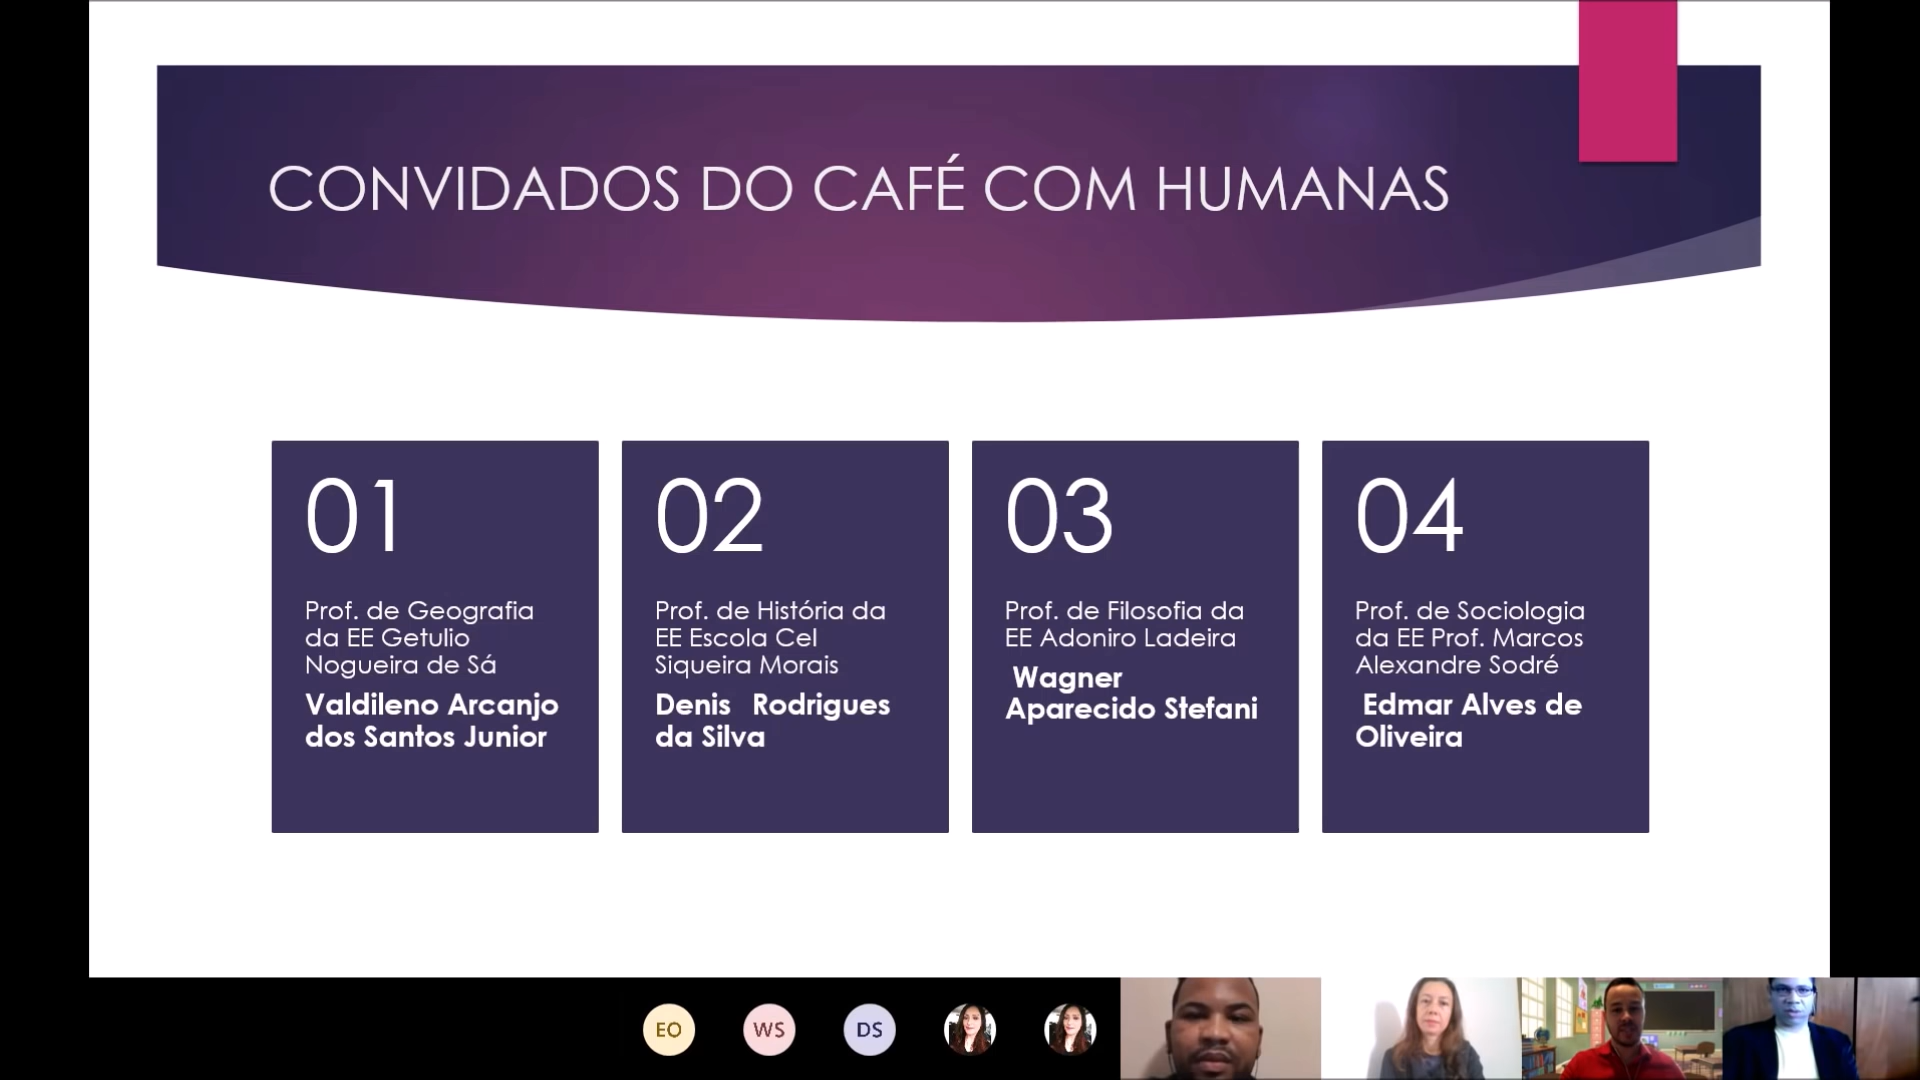 CONVIDADOS DO CAFÉ COM HUMANAS
01
Prof. de Geografia
da EE Getulio
Nogueira de Sá
Valdileno Arcanjo
dos Santos Junior
02
Prof. de História da
EE Escola Cel
Siqueira Morais
Denis Rodrigues
da Silva
03
Prof. de Filosofia da
EE Adoniro Ladeira
Wagner
Aparecido Stefani
04
Prof. de Sociologia
da EE Prof. Marcos
Alexandre Sodré
Edmar Alves de
Oliveira
EO
WS
DS